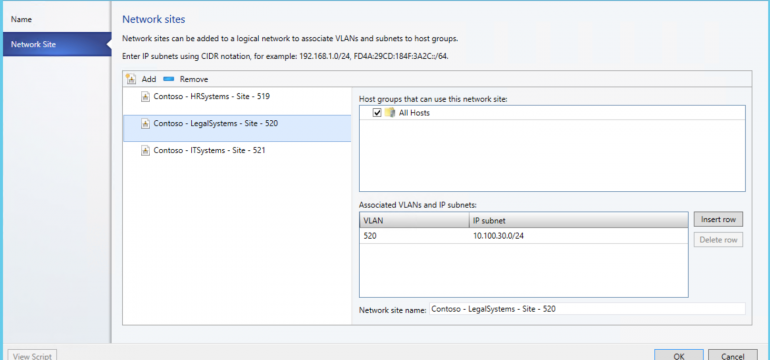 Name
Network Site
Network sites
Network sites can be added to a logical network to associate VLANs and subnets to host groups.
Enter IP subnets using CIDR notation, for example: 192.168.1.0/24, FD4A:29CD:184F:3A2C::/64.
Add Remove
Contoso - HRSystems - Site - 519
Contoso - LegalSystems - Site - 520
Contoso - ITSystems - Site - 521
Host groups that can use this network site:
All Hosts
Associated VLANs and IP subnets:
VLAN IP subnet
520 10.100.30.0/24
Insert row
Delete row
Network site name: Contoso - LegalSystems - Site - 520
View Script OK Cancel